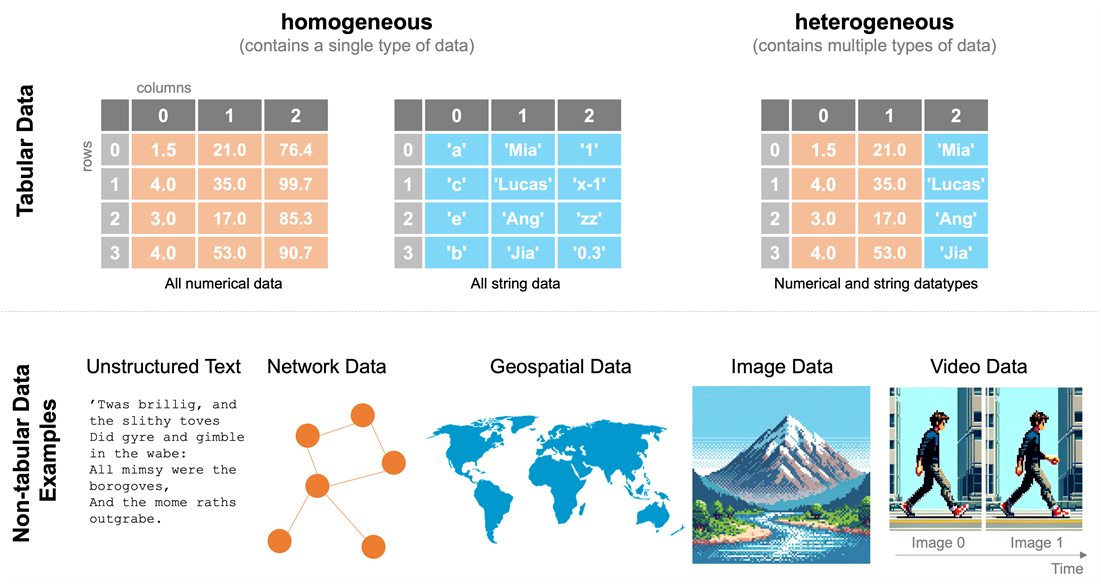 homogeneous
(contains a single type of data)
heterogeneous
(contains multiple types of data)
Tabular Data
columns
rows
0 1 2
0 1.5 21.0 76.4
1 4.0 35.0 99.7
2 3.0 17.0 85.3
3 4.0 53.0 90.7
All numerical data
0 1 2
0 'a' 'Mia' '1'
1 'c' 'Lucas' 'x-1'
2 'e' 'Ang' 'zz'
3 'b' 'Jia' '0.3'
All string data
0 1 2
0 1.5 21.0 'Mia'
1 4.0 35.0 'Lucas'
2 3.0 17.0 'Ang'
3 4.0 53.0 'Jia'
Numerical and string datatypes
Non-tabular Data
Examples
Unstructured Text
’Twas brillig, and
the slithy toves
Did gyre and gimble
in the wabe:
All mimsy were the
borogoves,
And the mome raths
outgrabe.
Network Data
Geospatial Data
Image Data
Video Data
Image 0
Image 1
Time